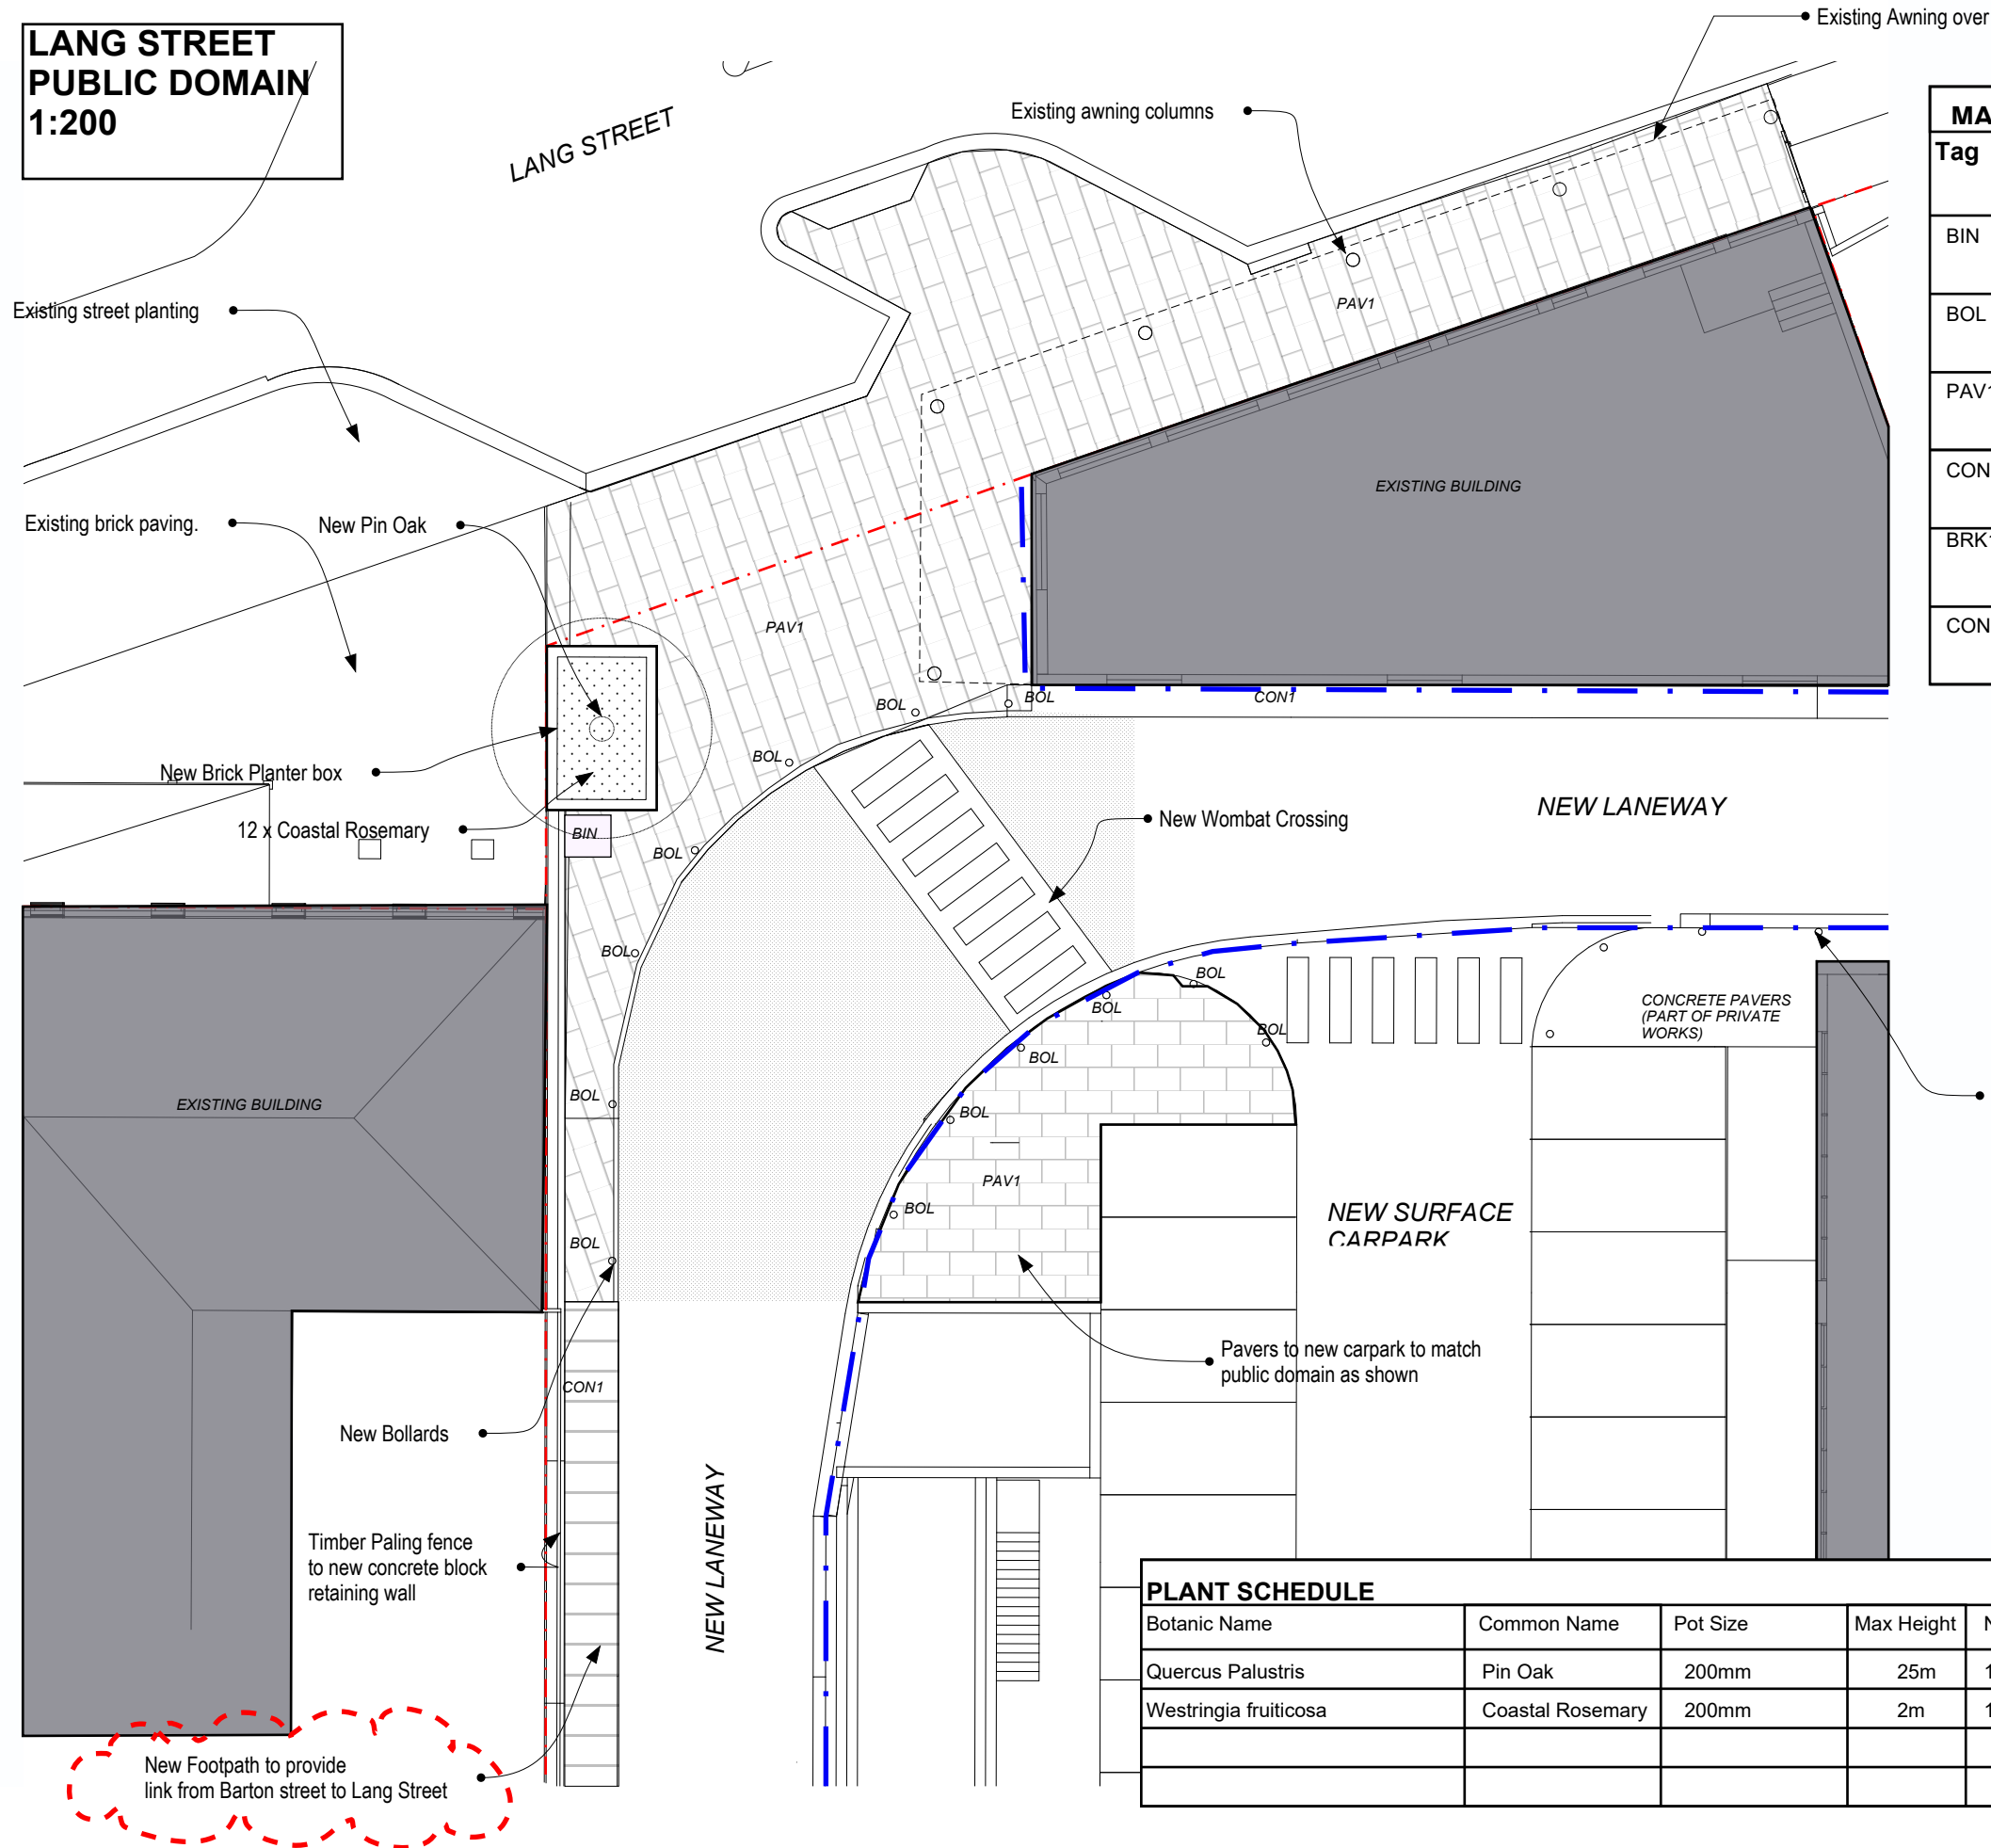 LANG STREET
PUBLIC DOMAIN
1:200
Existing Awning over
LANG STREET
Existing awning columns
MA
Tag
BIN
BOL
PAV1
CON
BRK1
CON
Existing street planting
PAV1
EXISTING BUILDING
Existing brick paving.
New Pin Oak
PAV1
BOL
BOL
CON1
BOL
New Brick Planter box
NEW LANEWAY
12 x Coastal Rosemary
BIN
BOL
New Wombat Crossing
BOL
BOL
BOL
BOL
BOL
CONCRETE PAVERS
(PART OF PRIVATE
WORKS)
EXISTING BUILDING
BOL
BOL
PAV1
BOL
BOL
NEW SURFACE
CARPARK
Pavers to new carpark to match
public domain as shown
CON1
New Bollards
NEW LANEWAY
Timber Paling fence
to new concrete block
retaining wall
PLANT SCHEDULE
Botanic Name Common Name Pot Size Max Height N
Quercus Palustris Pin Oak 200mm 25m 1
Westringia fruiticosa Coastal Rosemary 200mm 2m 1
New Footpath to provide
link from Barton street to Lang Street